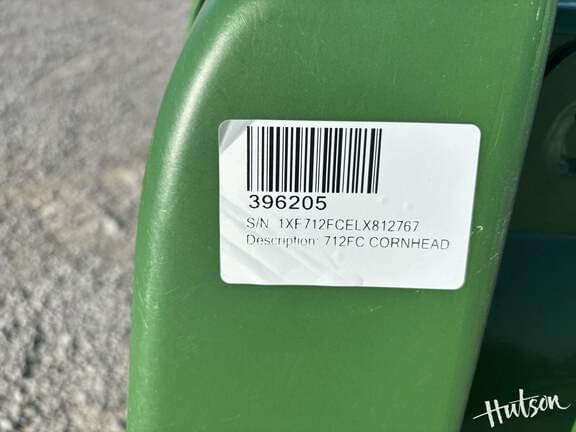 396205
S/N: 1XF712FCELX812767
Description: 712FC CORNHEAD
Hutson